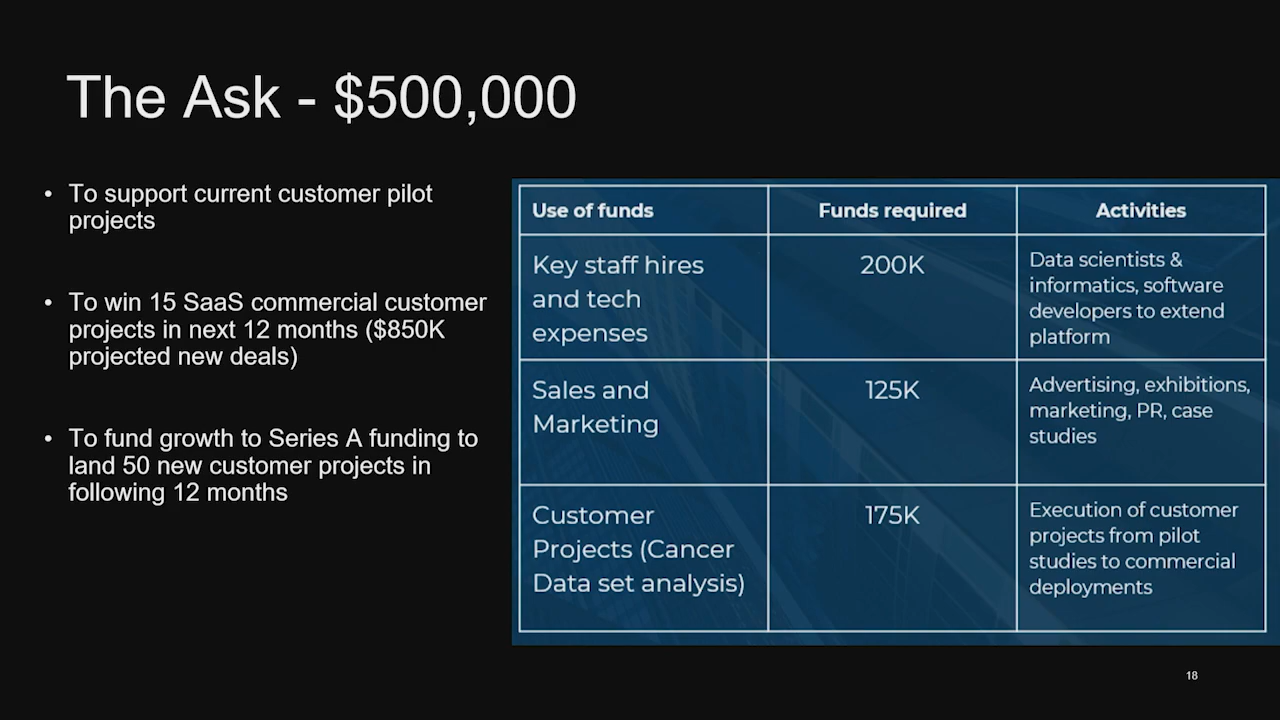 The Ask - $500,000
• To support current customer pilot
projects
• To win 15 SaaS commercial customer
projects in next 12 months ($850K
projected new deals)
• To fund growth to Series A funding to
land 50 new customer projects in
following 12 months
Use of funds
Funds required
Activities
Key staff hires
and tech
expenses
200K
Data scientists &
informatics, software
developers to extend
platform
Sales and
Marketing
125K
Advertising, exhibitions,
marketing, PR, case
studies
Customer
Projects (Cancer
Data set analysis)
175K
Execution of customer
projects from pilot
studies to commercial
deployments
18